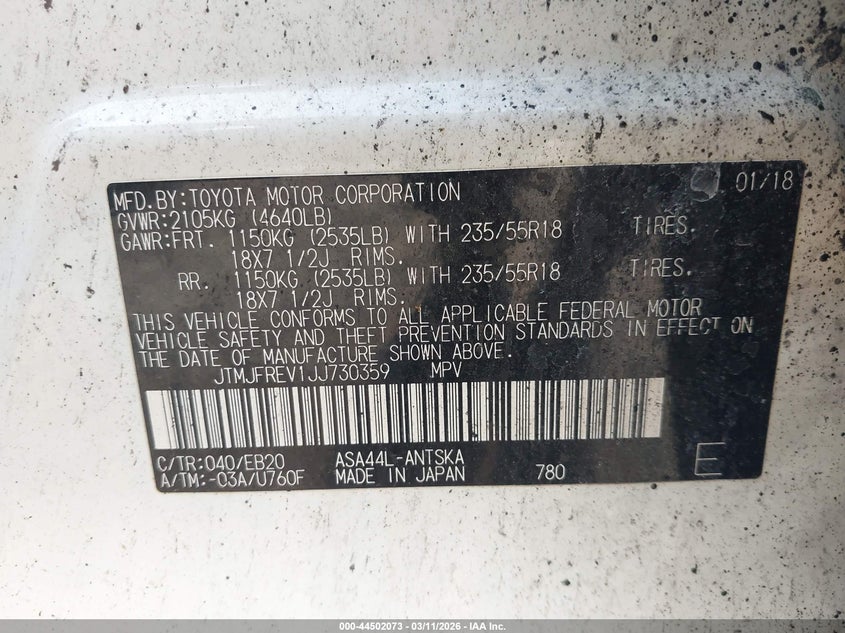 MFD.BY:TOYOTA MOTOR CORPORATION 01/18
GVWR:2105KG (4640LB)
GAWR:FRT. 1150KG (2535LB) WITH 235/55R18 TIRES.
18X7 1/2J RIMS.
RR. 1150KG (2535LB) WITH 235/55R18 TIRES.
18X7 1/2J RIMS.
THIS VEHICLE CONFORMS TO ALL APPLICABLE FEDERAL MOTOR
VEHICLE SAFETY AND THEFT PREVENTION STANDARDS IN EFFECT ON
THE DATE OF MANUFACTURE SHOWN ABOVE.
JTMJFREV1JJ730359 MPV
C/TR:040/EB20 ASA44L-ANTSKA E
A/TM:-03A/U760F MADE IN JAPAN 780
000-44502073 - 03/11/2026 - IAA Inc.